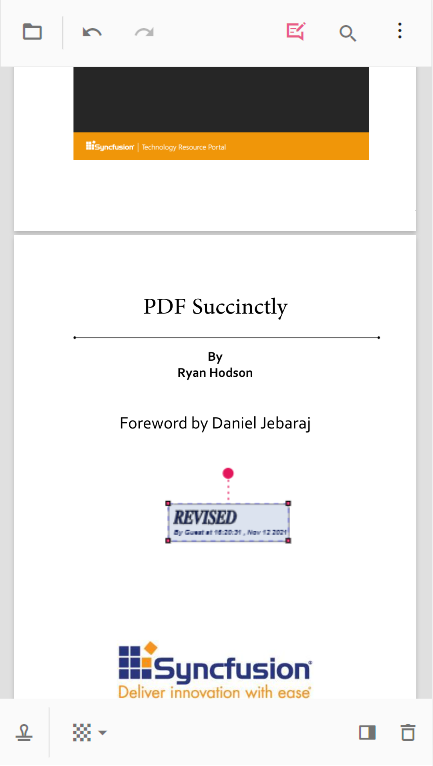 Syncfusion | Technology Resource Portal
PDF Succinctly
By
Ryan Hodson
Foreword by Daniel Jebaraj
REVISED
By Guest at 16:20:31 , Nov 12 2021
Syncfusion®
Deliver innovation with ease®